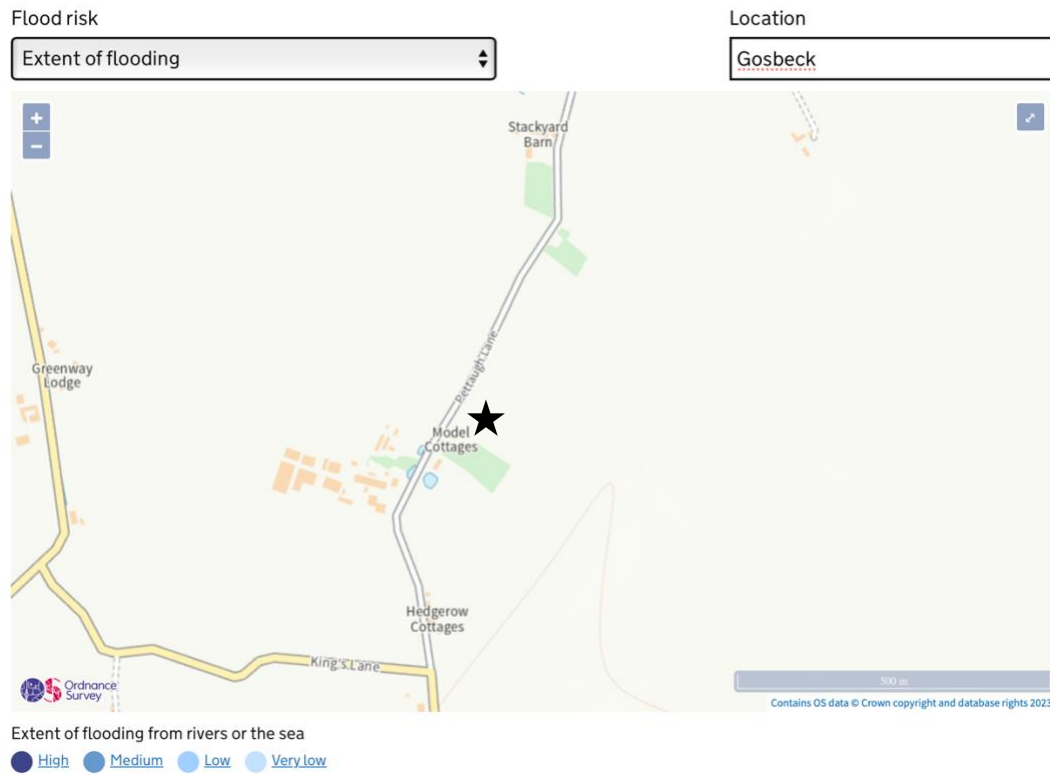 Flood risk
Location
Extent of flooding
Gosbeck
+
−
Stackyard
Barn
Pettaugh Lane
Greenway
Lodge
Model
Cottages
Hedgerow
Cottages
King's Lane
500 m
Ordnance
Survey
Contains OS data © Crown copyright and database rights 2023
Extent of flooding from rivers or the sea
High
Medium
Low
Very low